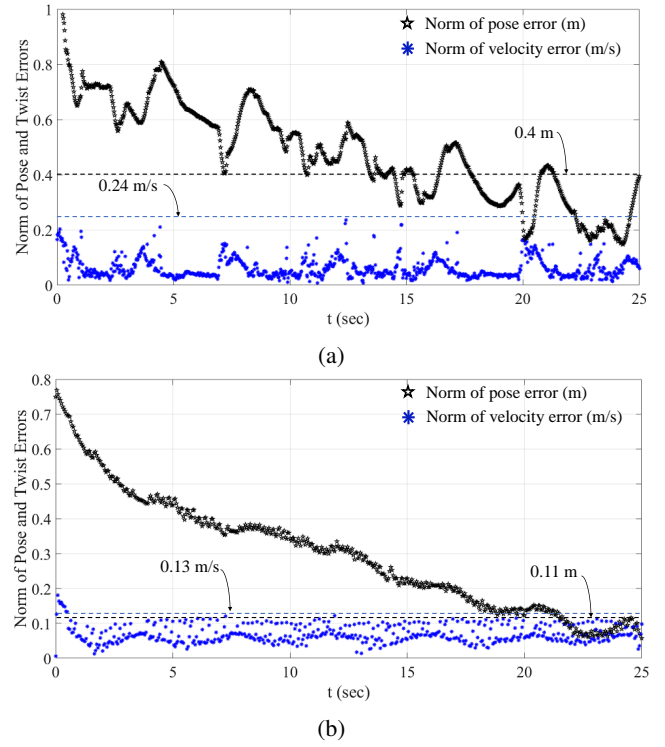 1
0.8
0.6
0.4
0.2
0
Norm of Pose and Twist Errors
Norm of pose error (m)
Norm of velocity error (m/s)
0.4 m
0.24 m/s
0 5 10 15 20 25
t (sec)
(a)
0.8
0.7
0.6
0.5
0.4
0.3
0.2
0.1
0
Norm of Pose and Twist Errors
Norm of pose error (m)
Norm of velocity error (m/s)
0.13 m/s
0.11 m
0 5 10 15 20 25
t (sec)
(b)